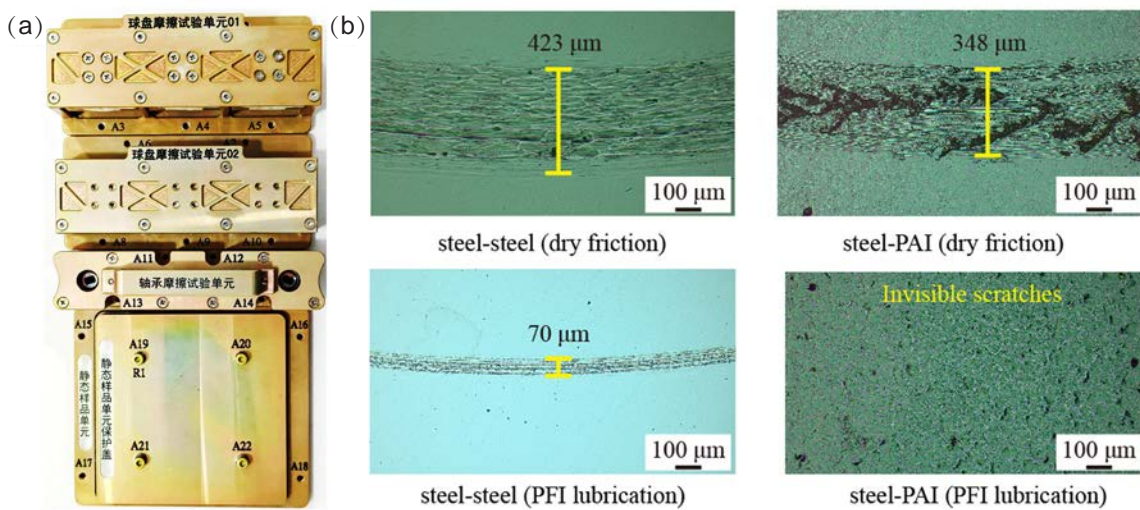 (a)
球盘摩擦试验单元01
A3 A4 A5
A6
球盘摩擦试验单元02
A8 A9 A10
A11 A12
轴承摩擦试验单元
A13 A14
A15 A16
A19 A20
R1
静态样品单元
静态样品单元保护盖
A21 A22
A17 A18
(b)
423 μm
100 μm
steel-steel (dry friction)
348 μm
100 μm
steel-PAI (dry friction)
70 μm
100 μm
steel-steel (PFI lubrication)
Invisible scratches
100 μm
steel-PAI (PFI lubrication)